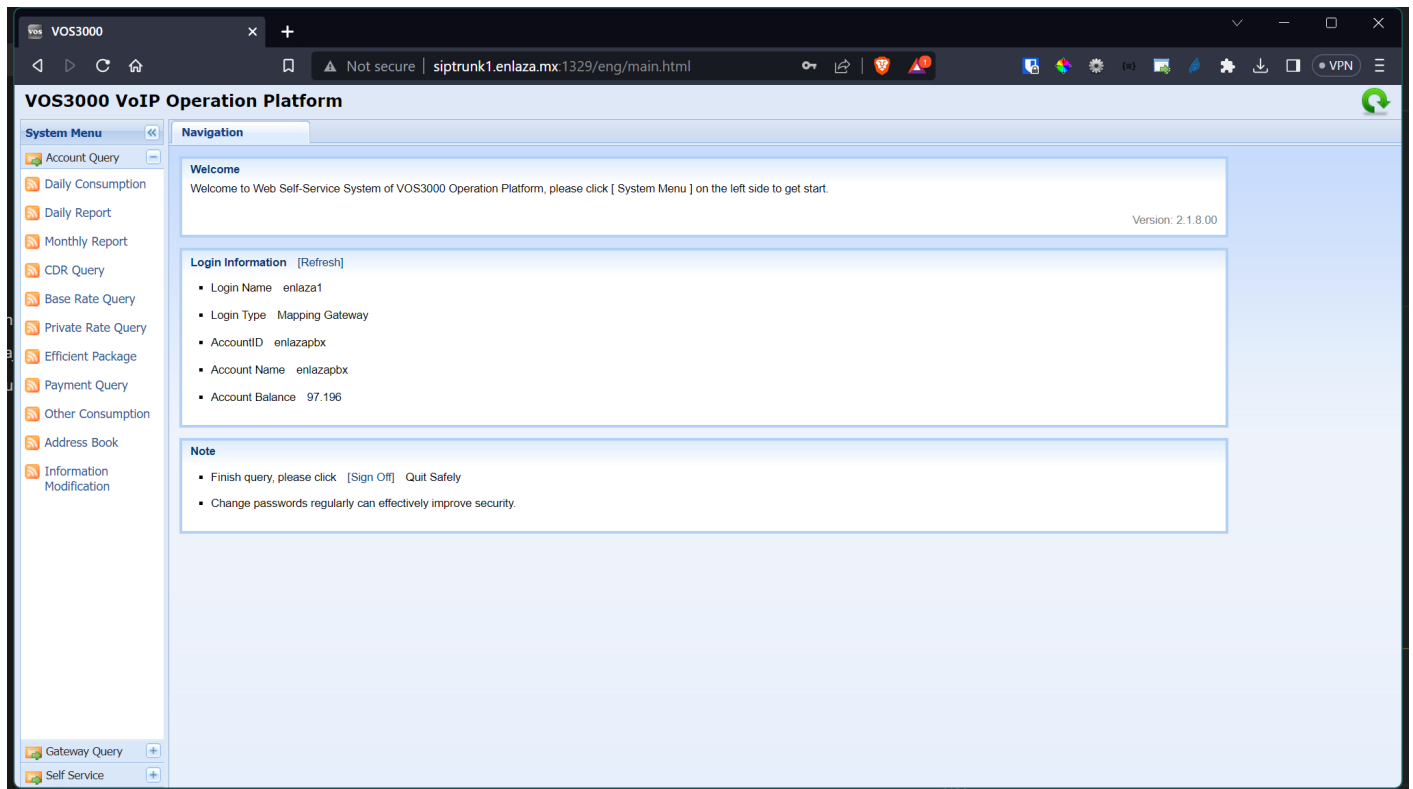 vos VOS3000
Not secure siptrunk1.enlaza.mx:1329/eng/main.html
1
VPN
VOS3000 VoIP Operation Platform
System Menu
Navigation
Account Query
Daily Consumption
Daily Report
Monthly Report
CDR Query
Base Rate Query
Private Rate Query
Efficient Package
Payment Query
Other Consumption
Address Book
Information
Modification
Gateway Query
Self Service
Welcome
Welcome to Web Self-Service System of VOS3000 Operation Platform, please click [ System Menu ] on the left side to get start.
Version: 2.1.8.00
Login Information [Refresh]
Login Name enlaza1
Login Type Mapping Gateway
AccountID enlazapbx
Account Name enlazapbx
Account Balance 97.196
Note
Finish query, please click [Sign Off] Quit Safely
Change passwords regularly can effectively improve security.